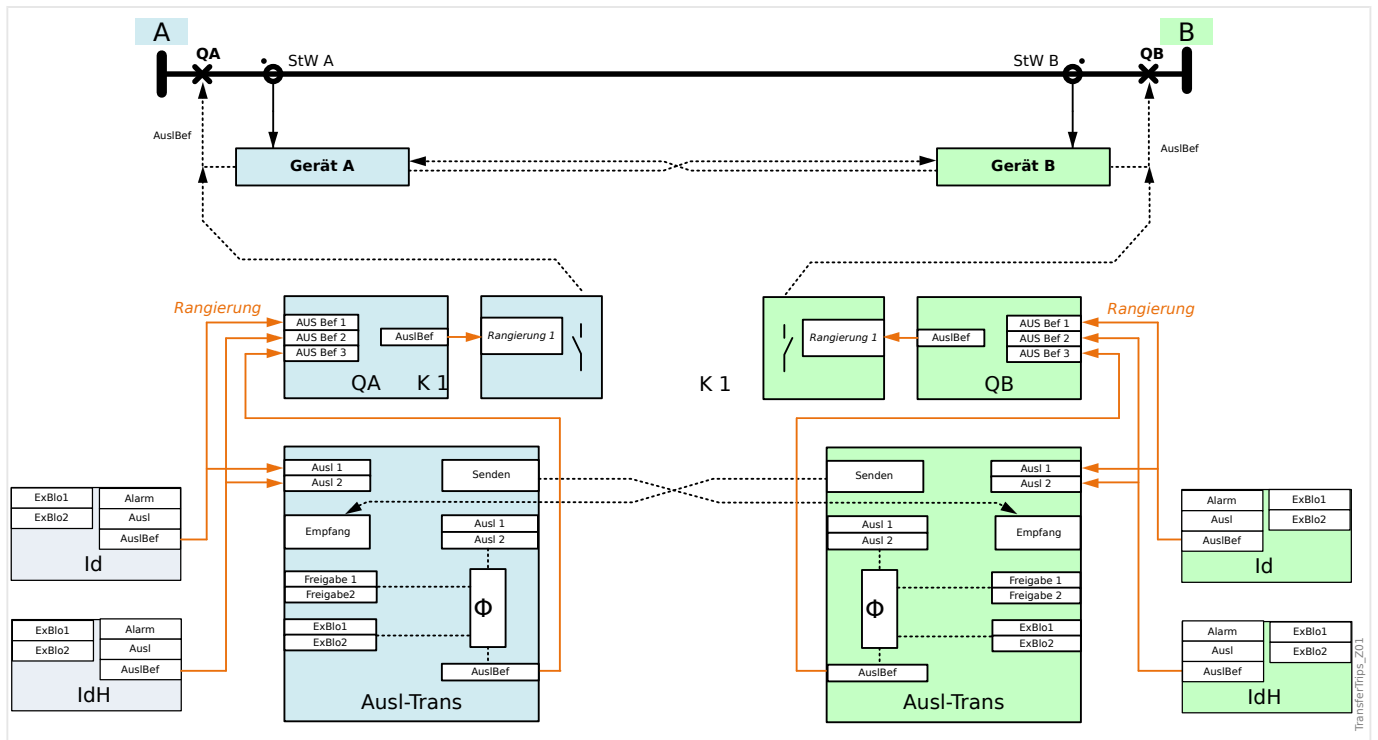 A
B
QA
StW A
StW B
QB
AuslBef
AuslBef
Gerät A
Gerät B
Rangierung
Rangierung
AUS Bef 1
AUS Bef 2
AUS Bef 3
AuslBef
QA
K 1
Rangierung 1
K 1
Rangierung 1
AuslBef
AUS Bef 1
AUS Bef 2
AUS Bef 3
QB
Ausl 1
Ausl 2
Senden
Empfang
Ausl 1
Ausl 2
Freigabe 1
Freigabe2
Φ
ExBlo1
ExBlo2
AuslBef
Ausl-Trans
Senden
Ausl 1
Ausl 2
Ausl 1
Ausl 2
Empfang
Freigabe 1
Freigabe 2
Φ
ExBlo1
ExBlo2
AuslBef
Ausl-Trans
ExBlo1
ExBlo2
Alarm
Ausl
AuslBef
Id
ExBlo1
ExBlo2
Alarm
Ausl
AuslBef
IdH
Alarm
Ausl
AuslBef
ExBlo1
ExBlo2
Id
Alarm
Ausl
AuslBef
ExBlo1
ExBlo2
IdH
TransferTrips_Z01